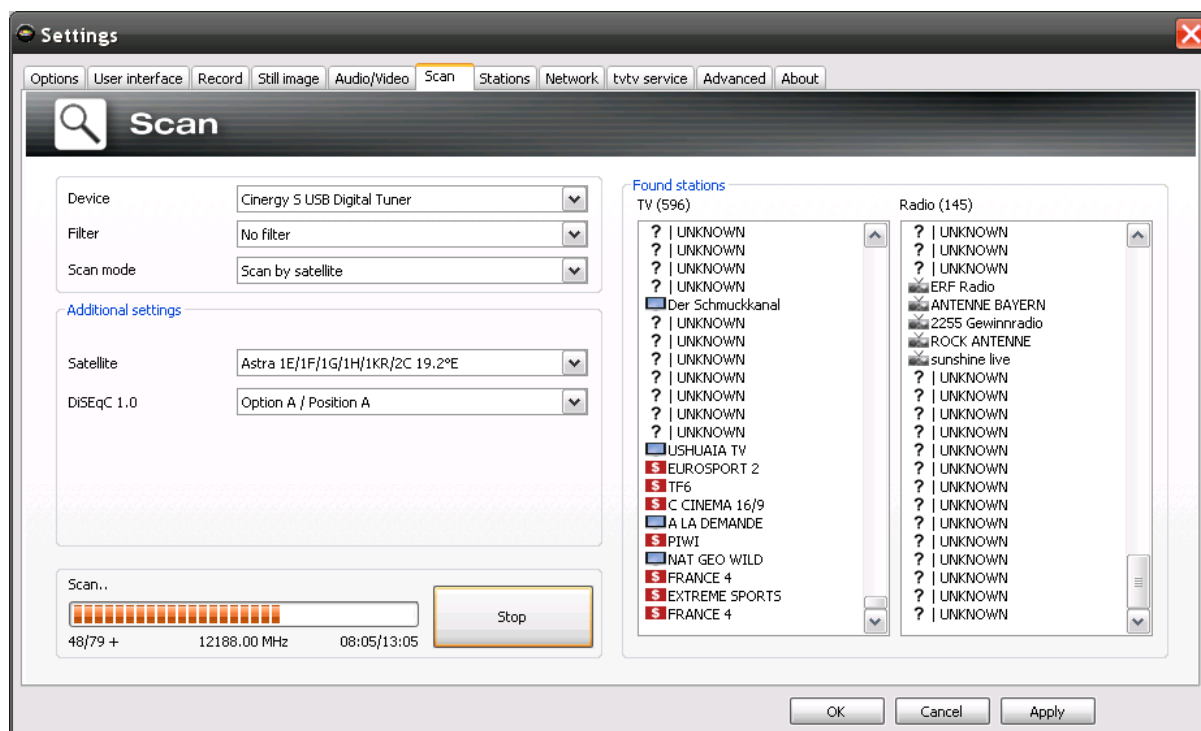 Settings
Options User interface Record Still image Audio/Video Scan Stations Network tvtv service Advanced About
Scan
Device Cinergy S USB Digital Tuner
Filter No filter
Scan mode Scan by satellite
Additional settings
Satellite Astra 1E/1F/1G/1H/1KR/2C 19.2°E
DiSEqC 1.0 Option A / Position A
Scan..
48/79 + 12188.00 MHz 08:05/13:05
Stop
Found stations
TV (596)
? | UNKNOWN
? | UNKNOWN
? | UNKNOWN
? | UNKNOWN
Der Schmuckkanal
? | UNKNOWN
? | UNKNOWN
? | UNKNOWN
? | UNKNOWN
? | UNKNOWN
? | UNKNOWN
? | UNKNOWN
USHUAIA TV
S EUROSPORT 2
S TF6
S C CINEMA 16/9
A LA DEMANDE
S PIWI
NAT GEO WILD
S FRANCE 4
S EXTREME SPORTS
S FRANCE 4
Radio (145)
? | UNKNOWN
? | UNKNOWN
? | UNKNOWN
ERF Radio
ANTENNE BAYERN
2255 Gewinnradio
ROCK ANTENNE
sunshine live
? | UNKNOWN
? | UNKNOWN
? | UNKNOWN
? | UNKNOWN
? | UNKNOWN
? | UNKNOWN
? | UNKNOWN
? | UNKNOWN
? | UNKNOWN
? | UNKNOWN
? | UNKNOWN
? | UNKNOWN
? | UNKNOWN
? | UNKNOWN
OK Cancel Apply